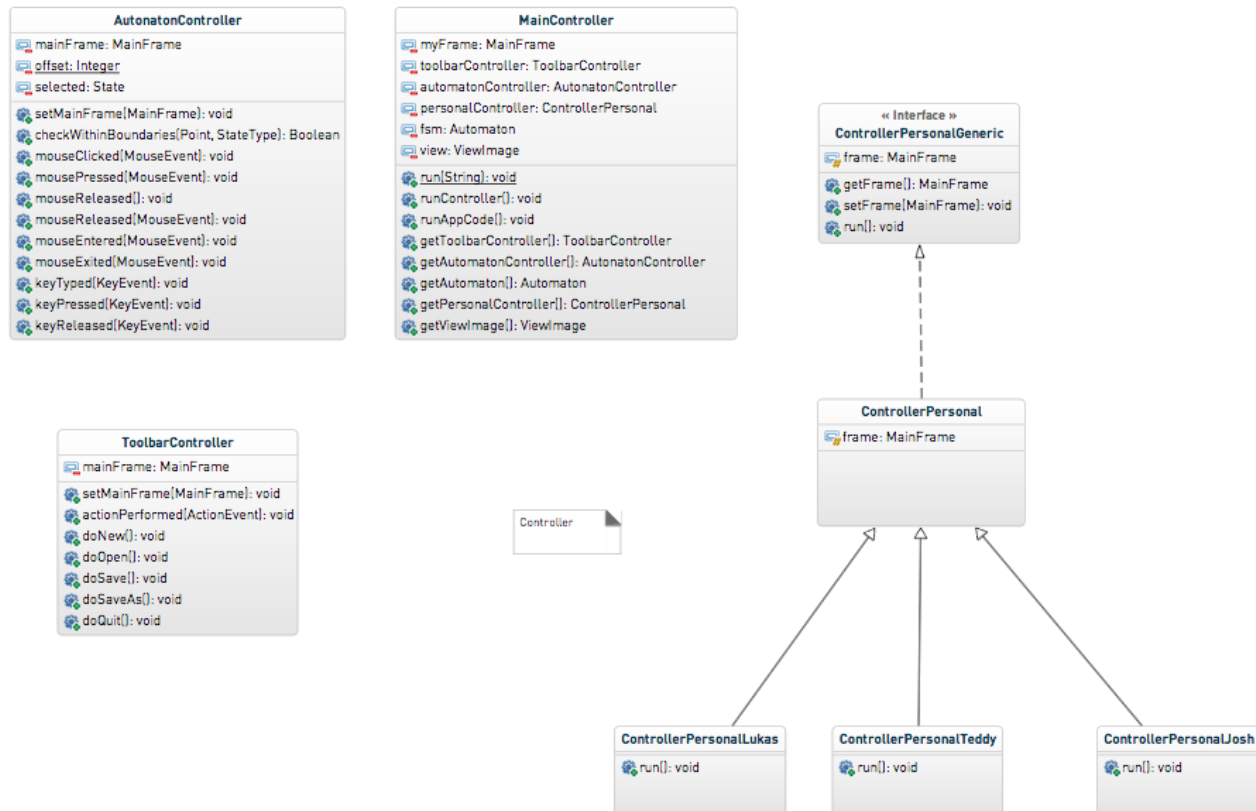 AutonatonController
mainFrame: MainFrame
offset: Integer
selected: State
setMainFrame(MainFrame): void
checkWithinBoundaries(Point, StateType): Boolean
mouseClicked(MouseEvent): void
mousePressed(MouseEvent): void
mouseReleased(): void
mouseReleased(MouseEvent): void
mouseEntered(MouseEvent): void
mouseExited(MouseEvent): void
keyTyped(KeyEvent): void
keyPressed(KeyEvent): void
keyReleased(KeyEvent): void
MainController
myFrame: MainFrame
toolbarController: ToolbarController
automatonController: AutonatonController
personalController: ControllerPersonal
fsm: Automaton
view: ViewImage
run(String): void
runController(): void
runAppCode(): void
getToolbarController(): ToolbarController
getAutomatonController(): AutonatonController
getAutomaton(): Automaton
getPersonalController(): ControllerPersonal
getViewImage(): ViewImage
« Interface »
ControllerPersonalGeneric
frame: MainFrame
getFrame(): MainFrame
setFrame(MainFrame): void
run(): void
ControllerPersonal
frame: MainFrame
ToolbarController
mainFrame: MainFrame
setMainFrame(MainFrame): void
actionPerformed(ActionEvent): void
doNew(): void
doOpen(): void
doSave(): void
doSaveAs(): void
doQuit(): void
Controller
ControllerPersonalLukas
run(): void
ControllerPersonalTeddy
run(): void
ControllerPersonalJosh
run(): void